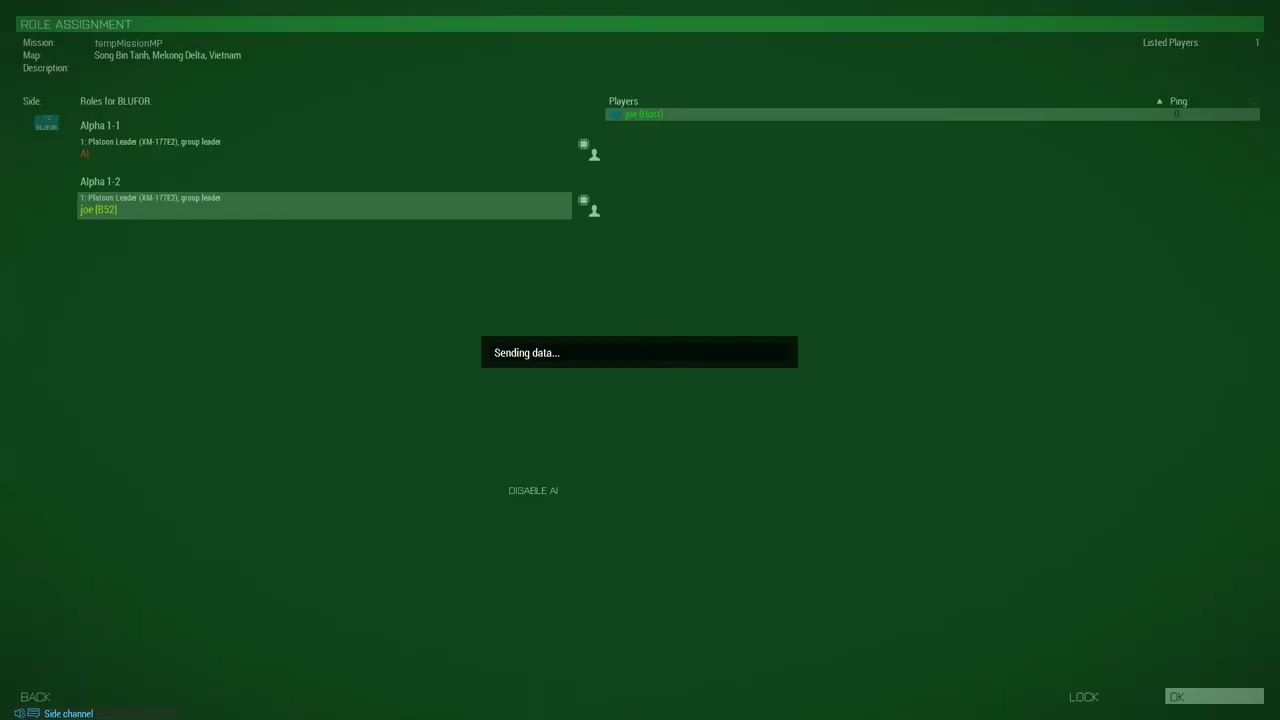 ROLE ASSIGNMENT
Mission: tempMissionMP
Listed Players 1
Map: Song Bin Tanh, Mekong Delta, Vietnam
Description:
Side: Roles for BLUFOR
Players Ping
joe (Host) 0
BLUFOR
Alpha 1-1
1: Platoon Leader (XM-177E2), group leader
AI
Alpha 1-2
1: Platoon Leader (XM-177E2), group leader
joe [B52]
Sending data...
DISABLE AI
BACK
LOCK
OK
Side channel